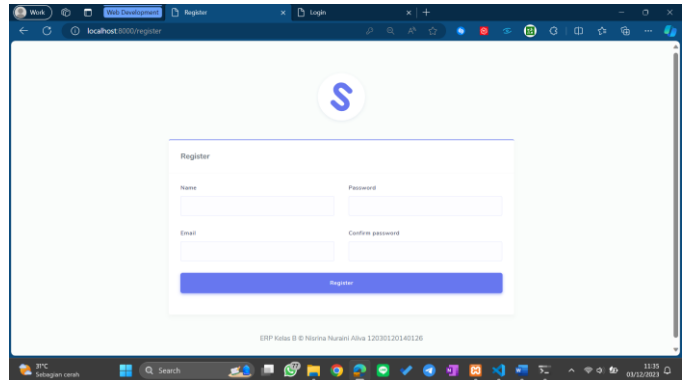 Work
Web Development
Register
Login
localhost:8000/register
S
Register
Name
Password
Email
Confirm password
Register
ERP Kelas B © Nisrina Nuraini Aliva 12030120140126
31°C
Sebagian cerah
Search
11:35
03/12/2023